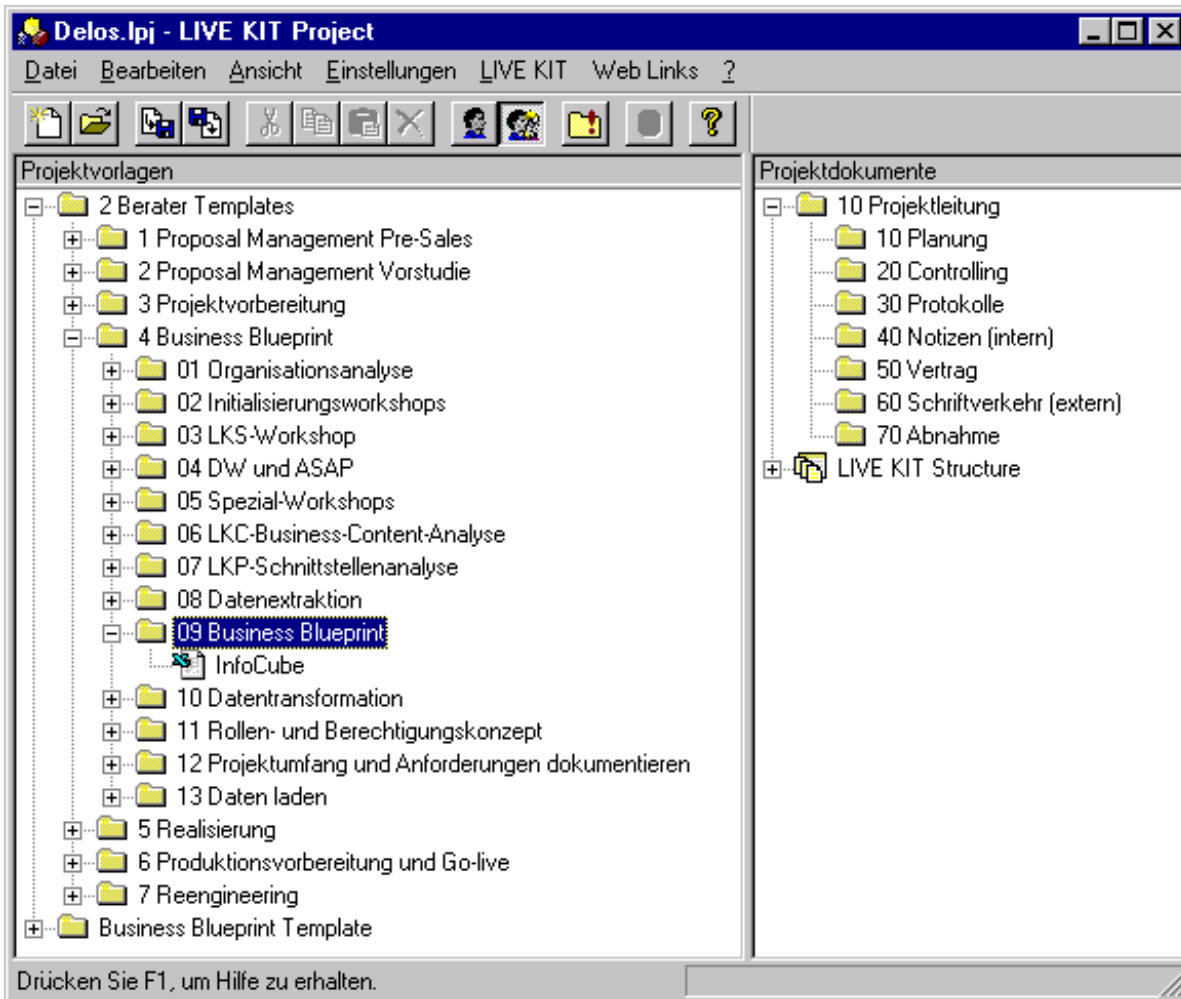 Delos.lpj - LIVE KIT Project
Datei Bearbeiten Ansicht Einstellungen LIVE KIT Web Links ?
Projektvorlagen
2 Berater Templates
1 Proposal Management Pre-Sales
2 Proposal Management Vorstudie
3 Projektvorbereitung
4 Business Blueprint
01 Organisationsanalyse
02 Initialisierungsworkshops
03 LKS-Workshop
04 DW und ASAP
05 Spezial-Workshops
06 LKC-Business-Content-Analyse
07 LKP-Schnittstellenanalyse
08 Datenextraktion
09 Business Blueprint
InfoCube
10 Datentransformation
11 Rollen- und Berechtigungskonzept
12 Projektumfang und Anforderungen dokumentieren
13 Daten laden
5 Realisierung
6 Produktionsvorbereitung und Go-live
7 Reengineering
Business Blueprint Template
Projektdokumente
10 Projektleitung
10 Planung
20 Controlling
30 Protokolle
40 Notizen (intern)
50 Vertrag
60 Schriftverkehr (extern)
70 Abnahme
LIVE KIT Structure
Drücken Sie F1, um Hilfe zu erhalten.